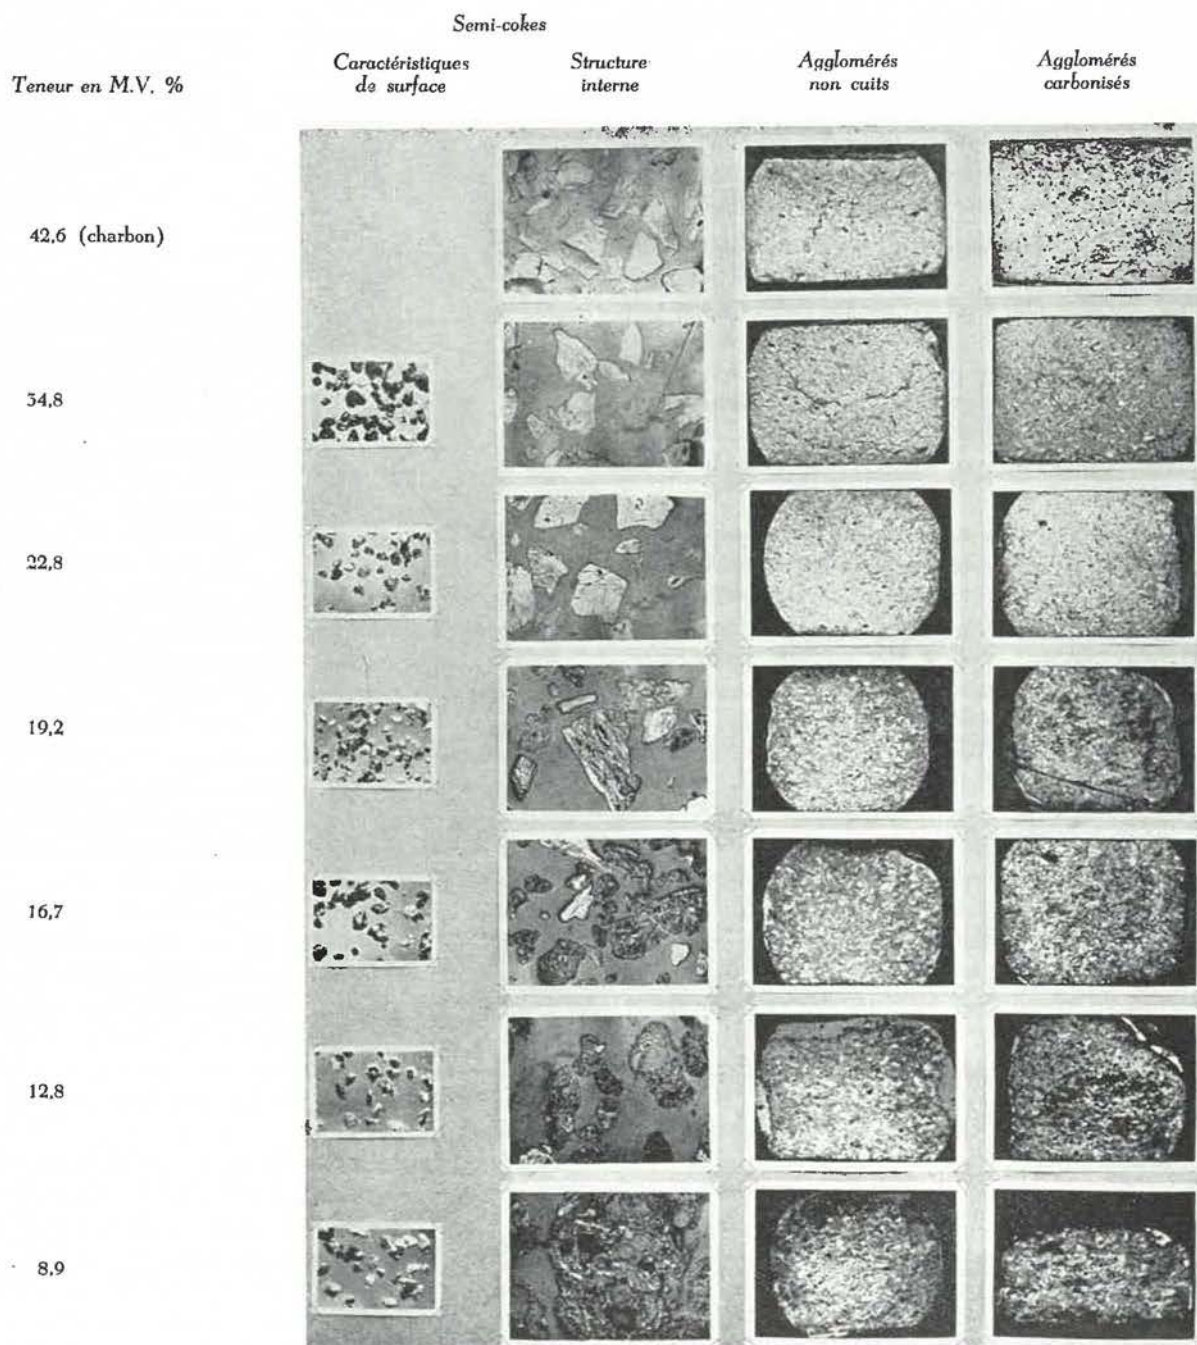 Semi-cokes
Teneur en M.V. %
Caractéristiques
de surface
Structure
interne
Agglomérés
non cuits
Agglomérés
carbonisés
42,6 (charbon)
34,8
22,8
19,2
16,7
12,8
8,9